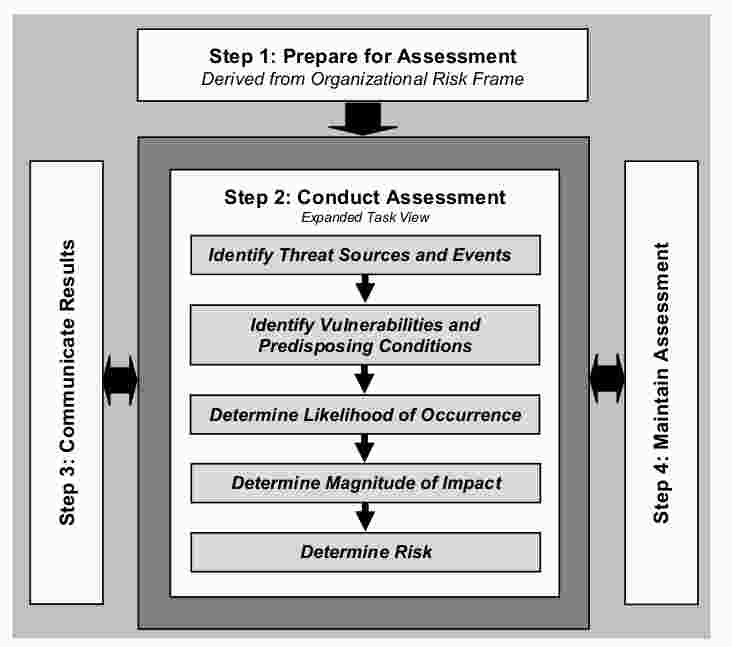 Step 1: Prepare for Assessment
Derived from Organizational Risk Frame
Step 3: Communicate Results
Step 2: Conduct Assessment
Expanded Task View
Identify Threat Sources and Events
Identify Vulnerabilities and
Predisposing Conditions
Determine Likelihood of Occurrence
Determine Magnitude of Impact
Determine Risk
Step 4: Maintain Assessment